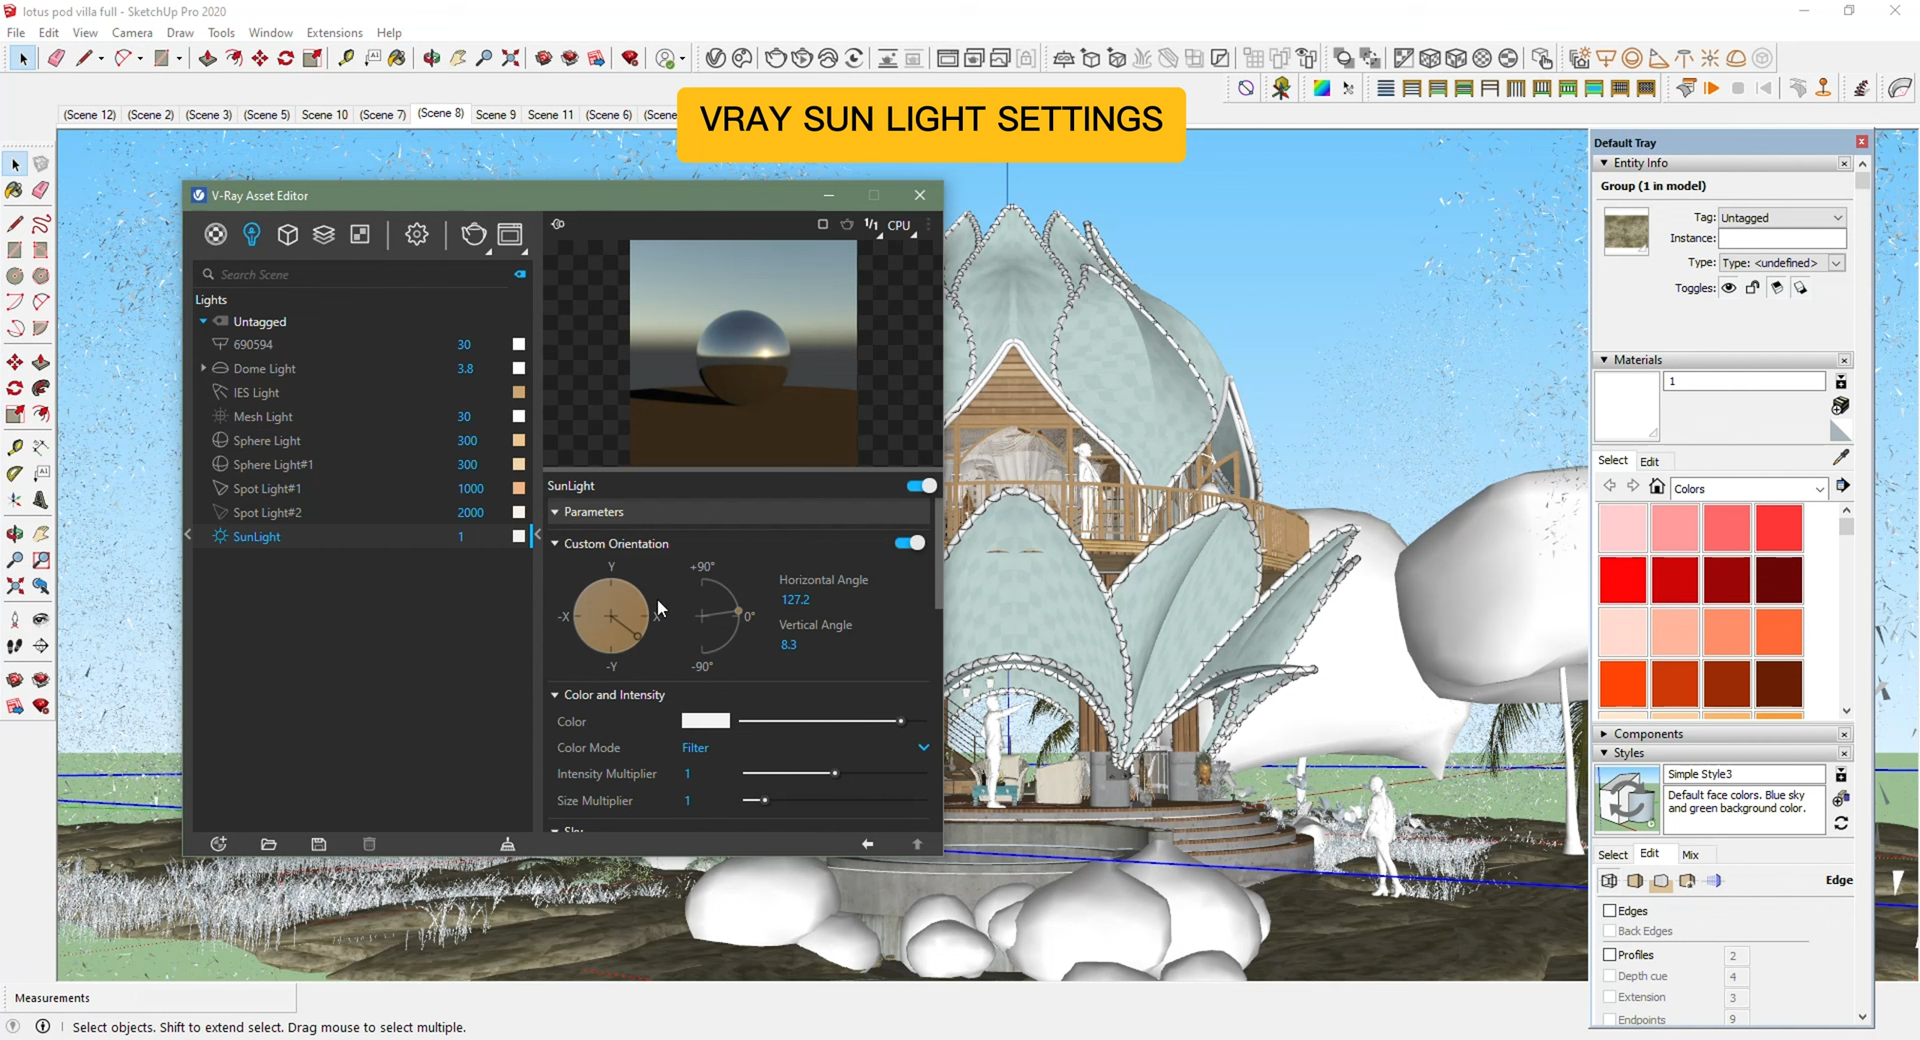 lotus pod villa full - SketchUp Pro 2020
File Edit View Camera Draw Tools Window Extensions Help
(Scene 12) (Scene 2) (Scene 3) (Scene 5) Scene 10 (Scene 7) (Scene 8) Scene 9 Scene 11 (Scene 6) (Scene
VRAY SUN LIGHT SETTINGS
V-Ray Asset Editor
1/1 CPU
Search Scene
Lights
Untagged
690594 30
Dome Light 3.8
IES Light
Mesh Light 30
Sphere Light 300
Sphere Light#1 300
Spot Light#1 1000
Spot Light#2 2000
SunLight 1
SunLight
Parameters
Custom Orientation
Y
-X X
-Y
+90°
0°
-90°
Horizontal Angle
127.2
Vertical Angle
8.3
Color and Intensity
Color
Color Mode Filter
Intensity Multiplier 1
Size Multiplier 1
Sky
Default Tray
Entity Info
Group (1 in model)
Tag: Untagged
Instance:
Type: Type: <undefined>
Toggles:
Materials
1
Select Edit
Colors
Components
Styles
Simple Style3
Default face colors. Blue sky
and green background color.
Select Edit Mix
Edge
Edges
Back Edges
Profiles 2
Depth cue 4
Extension 3
Endpoints 9
Measurements
Select objects. Shift to extend select. Drag mouse to select multiple.